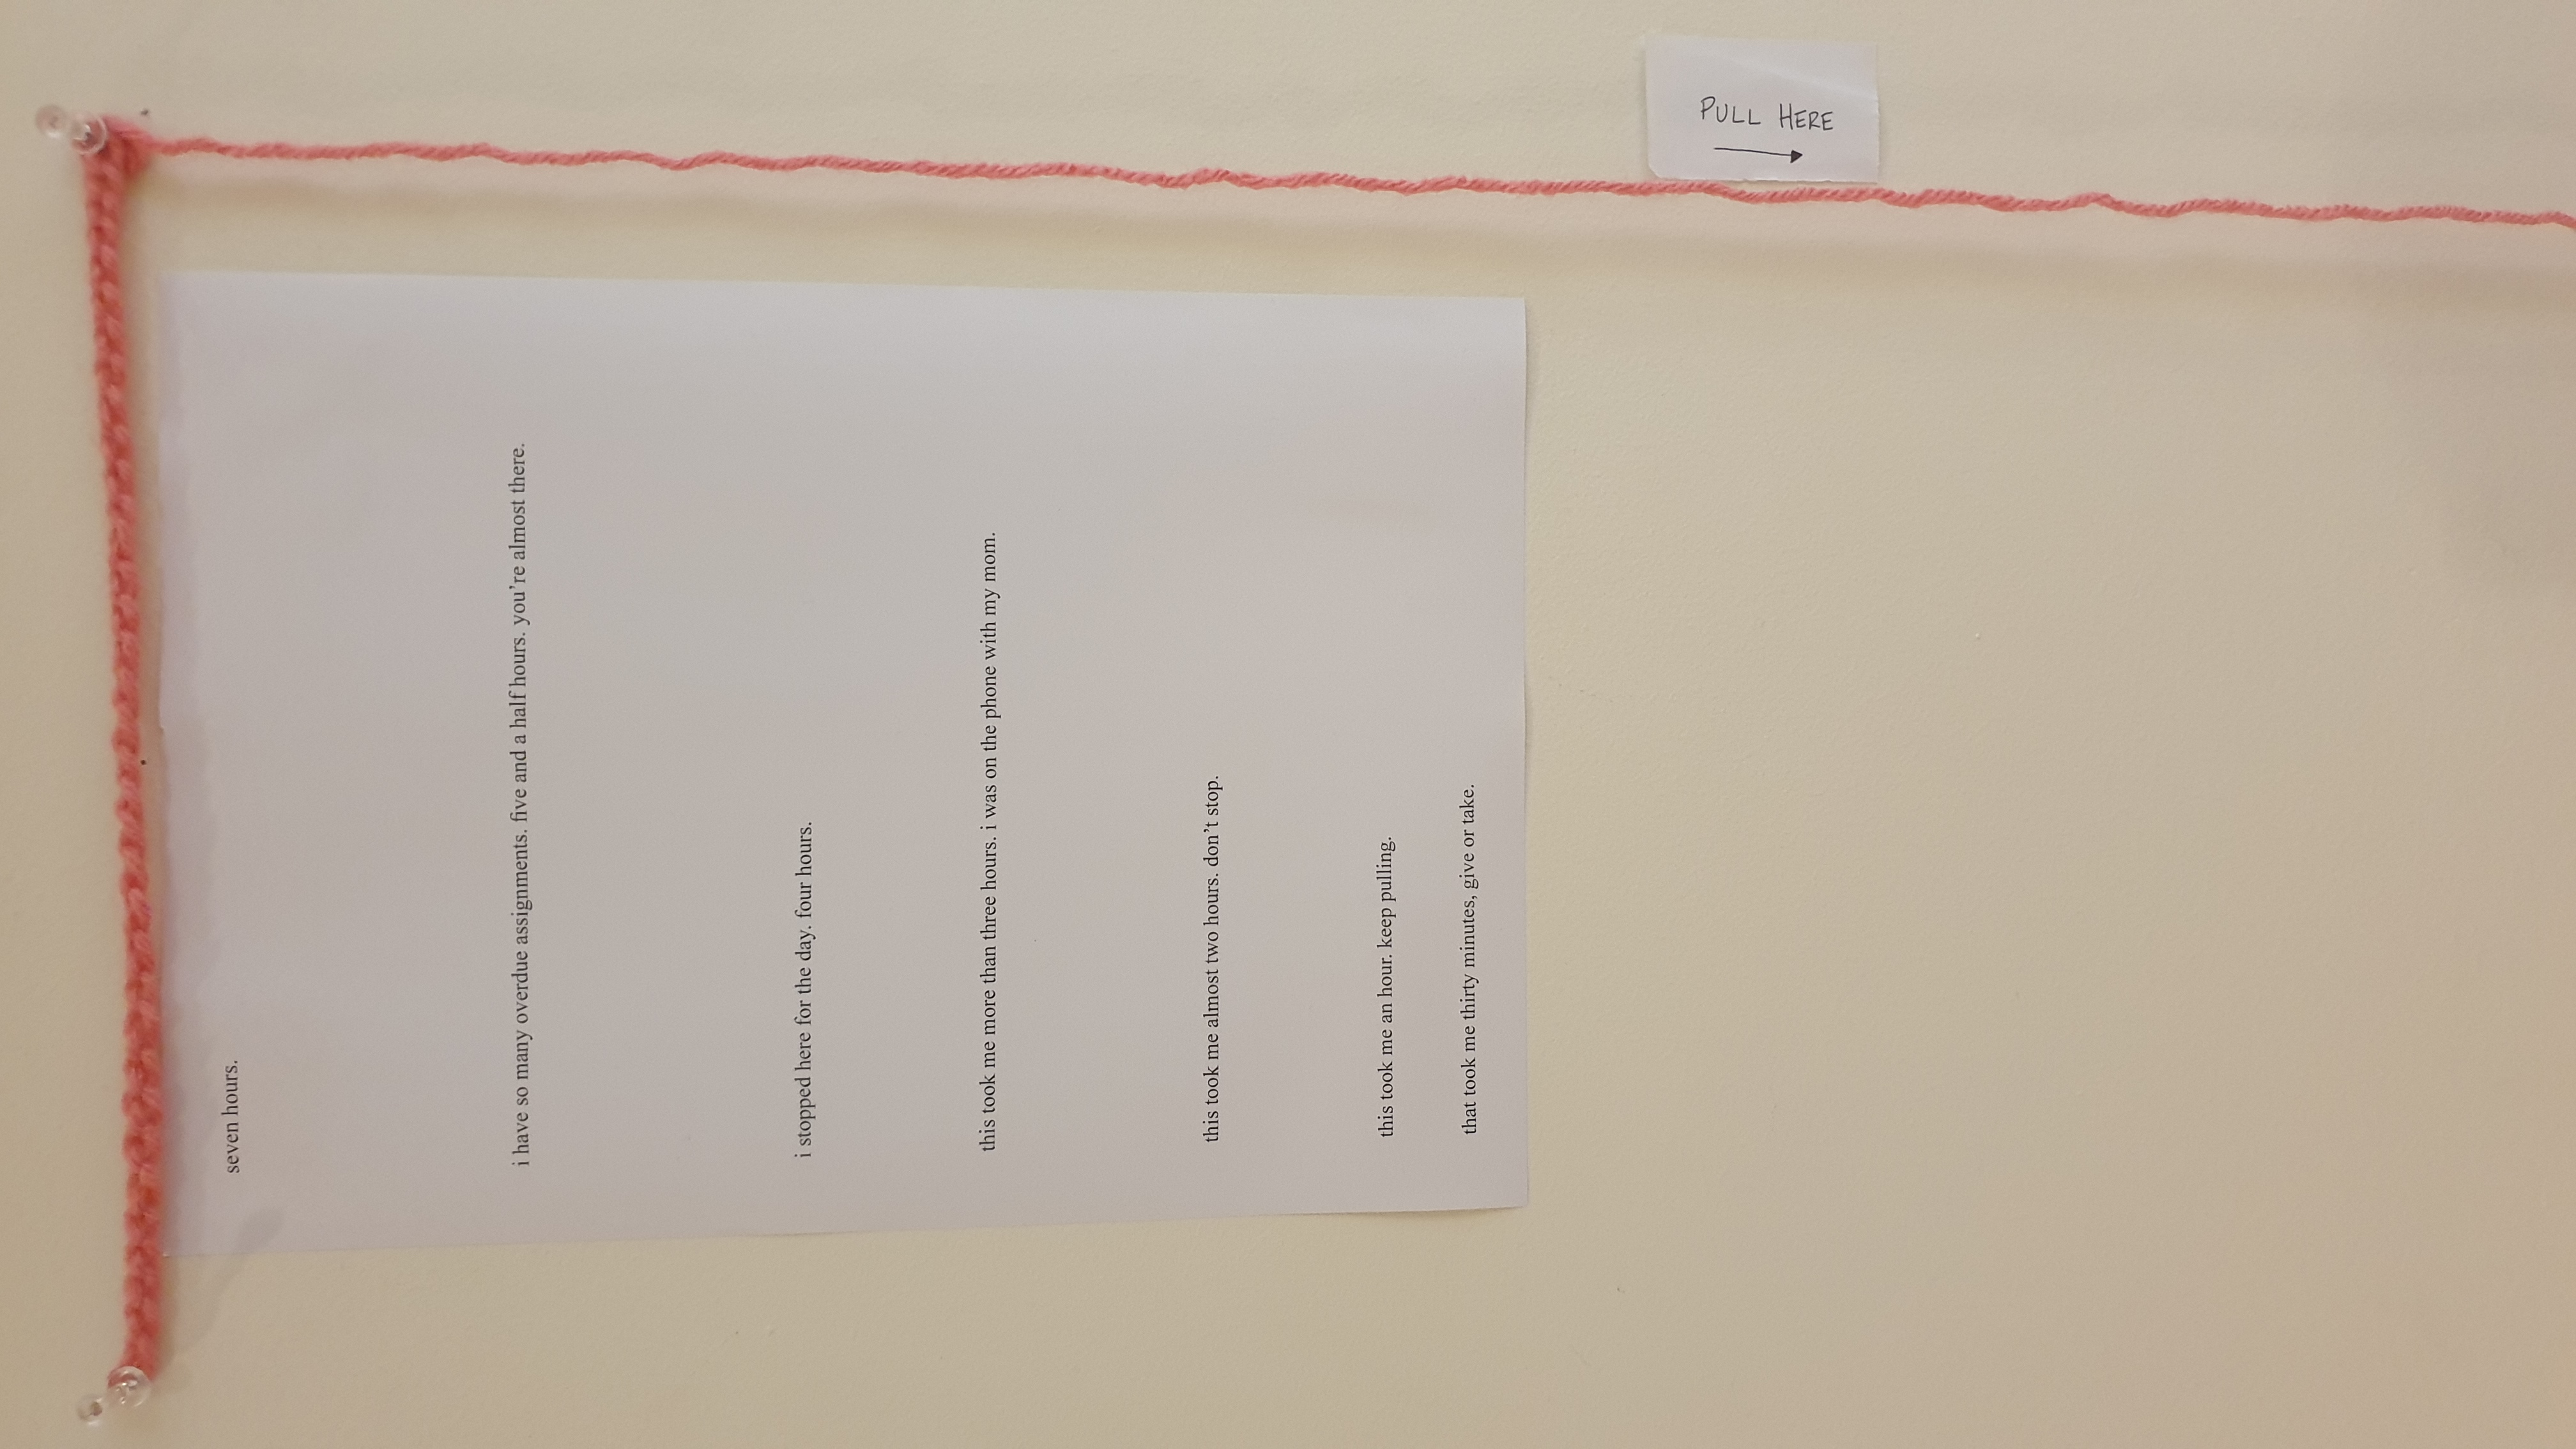 seven hours.
i have so many overdue assignments. five and a half hours. you’re almost there.
i stopped here for the day. four hours.
this took me more than three hours. i was on the phone with my mom.
this took me almost two hours. don’t stop.
this took me an hour. keep pulling.
that took me thirty minutes, give or take.
PULL HERE